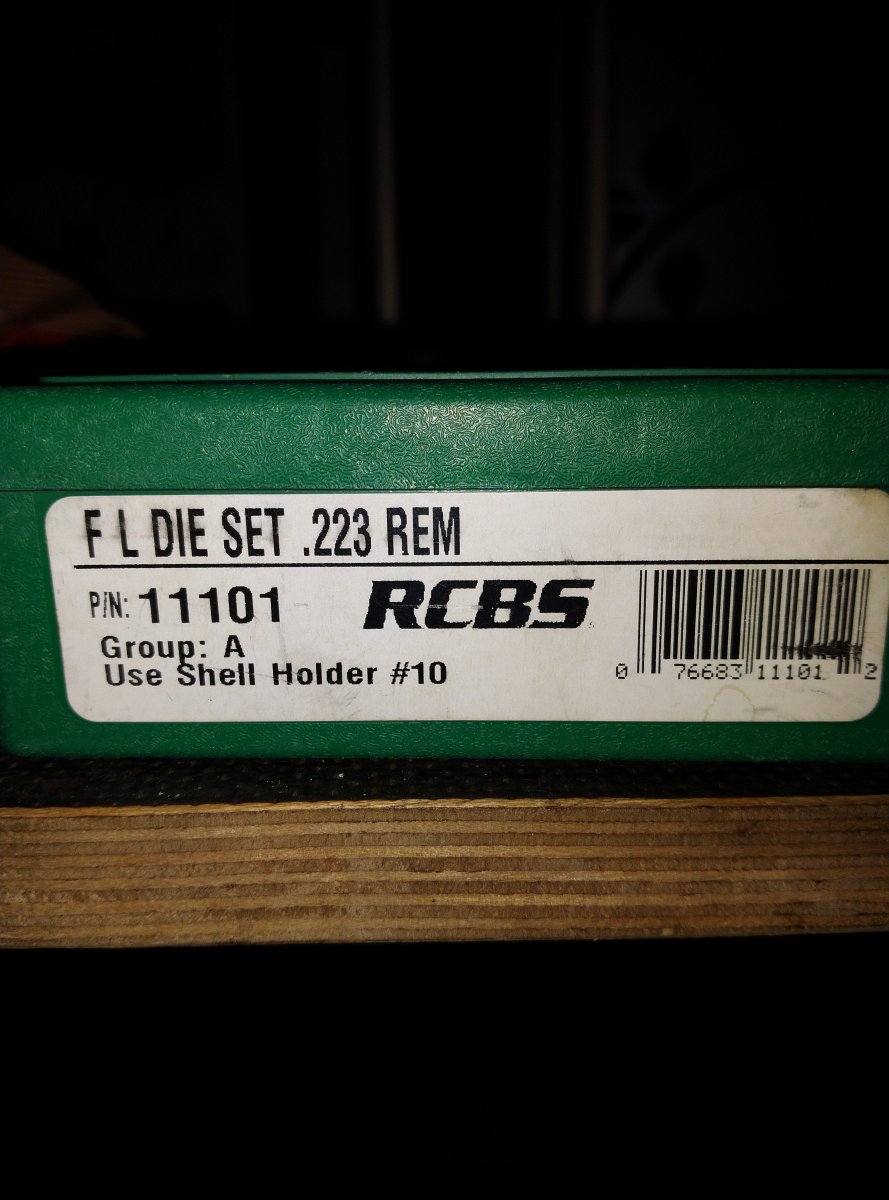 F L DIE SET .223 REM
P/N: 11101
RCBS
Group: A
Use Shell Holder #10
0 76683 11101 2